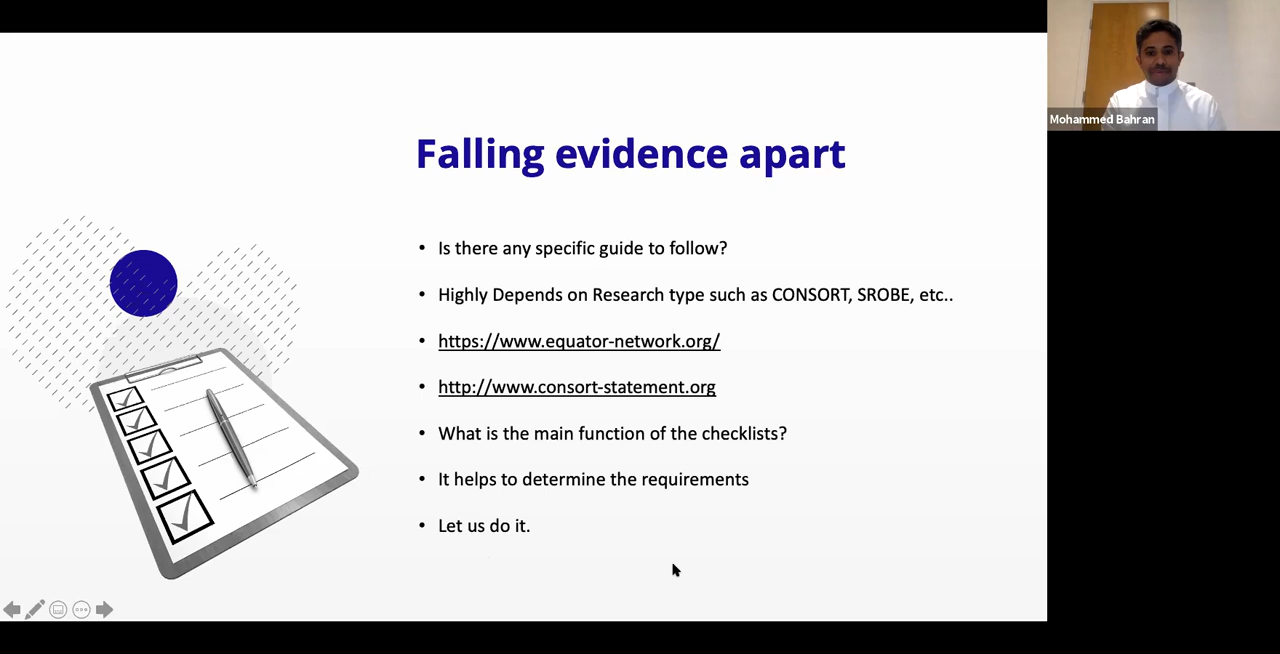 Mohammed Bahran
Falling evidence apart
• Is there any specific guide to follow?
• Highly Depends on Research type such as CONSORT, SROBE, etc..
• https://www.equator-network.org/
• http://www.consort-statement.org
• What is the main function of the checklists?
• It helps to determine the requirements
• Let us do it.